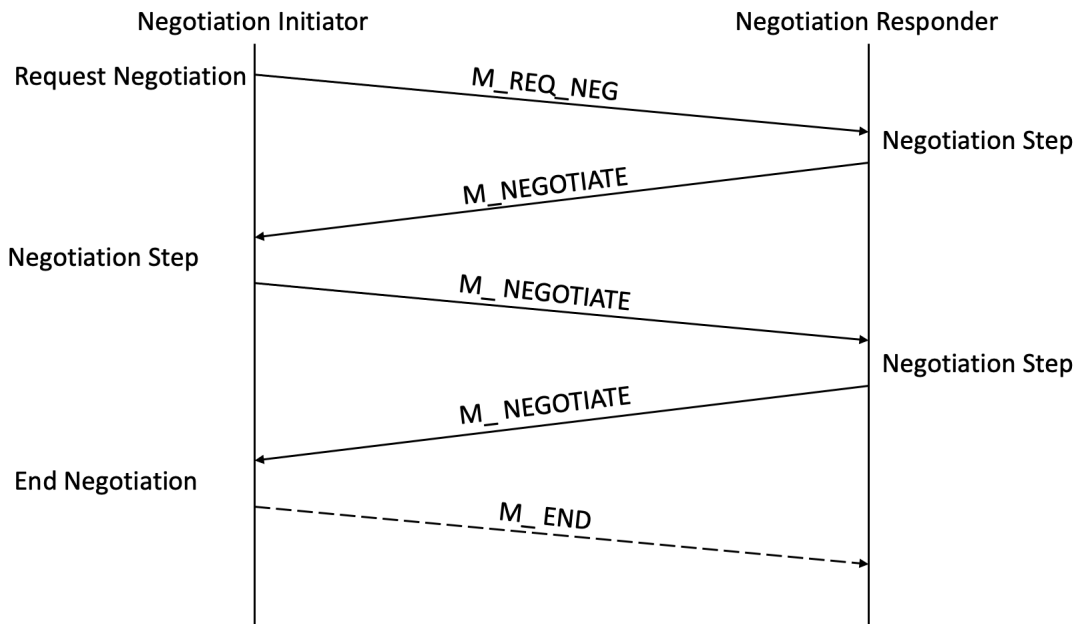 Negotiation Initiator
Negotiation Responder
Request Negotiation
M_REQ_NEG
Negotiation Step
M_NEGOTIATE
Negotiation Step
M_ NEGOTIATE
Negotiation Step
M_ NEGOTIATE
End Negotiation
M_ END